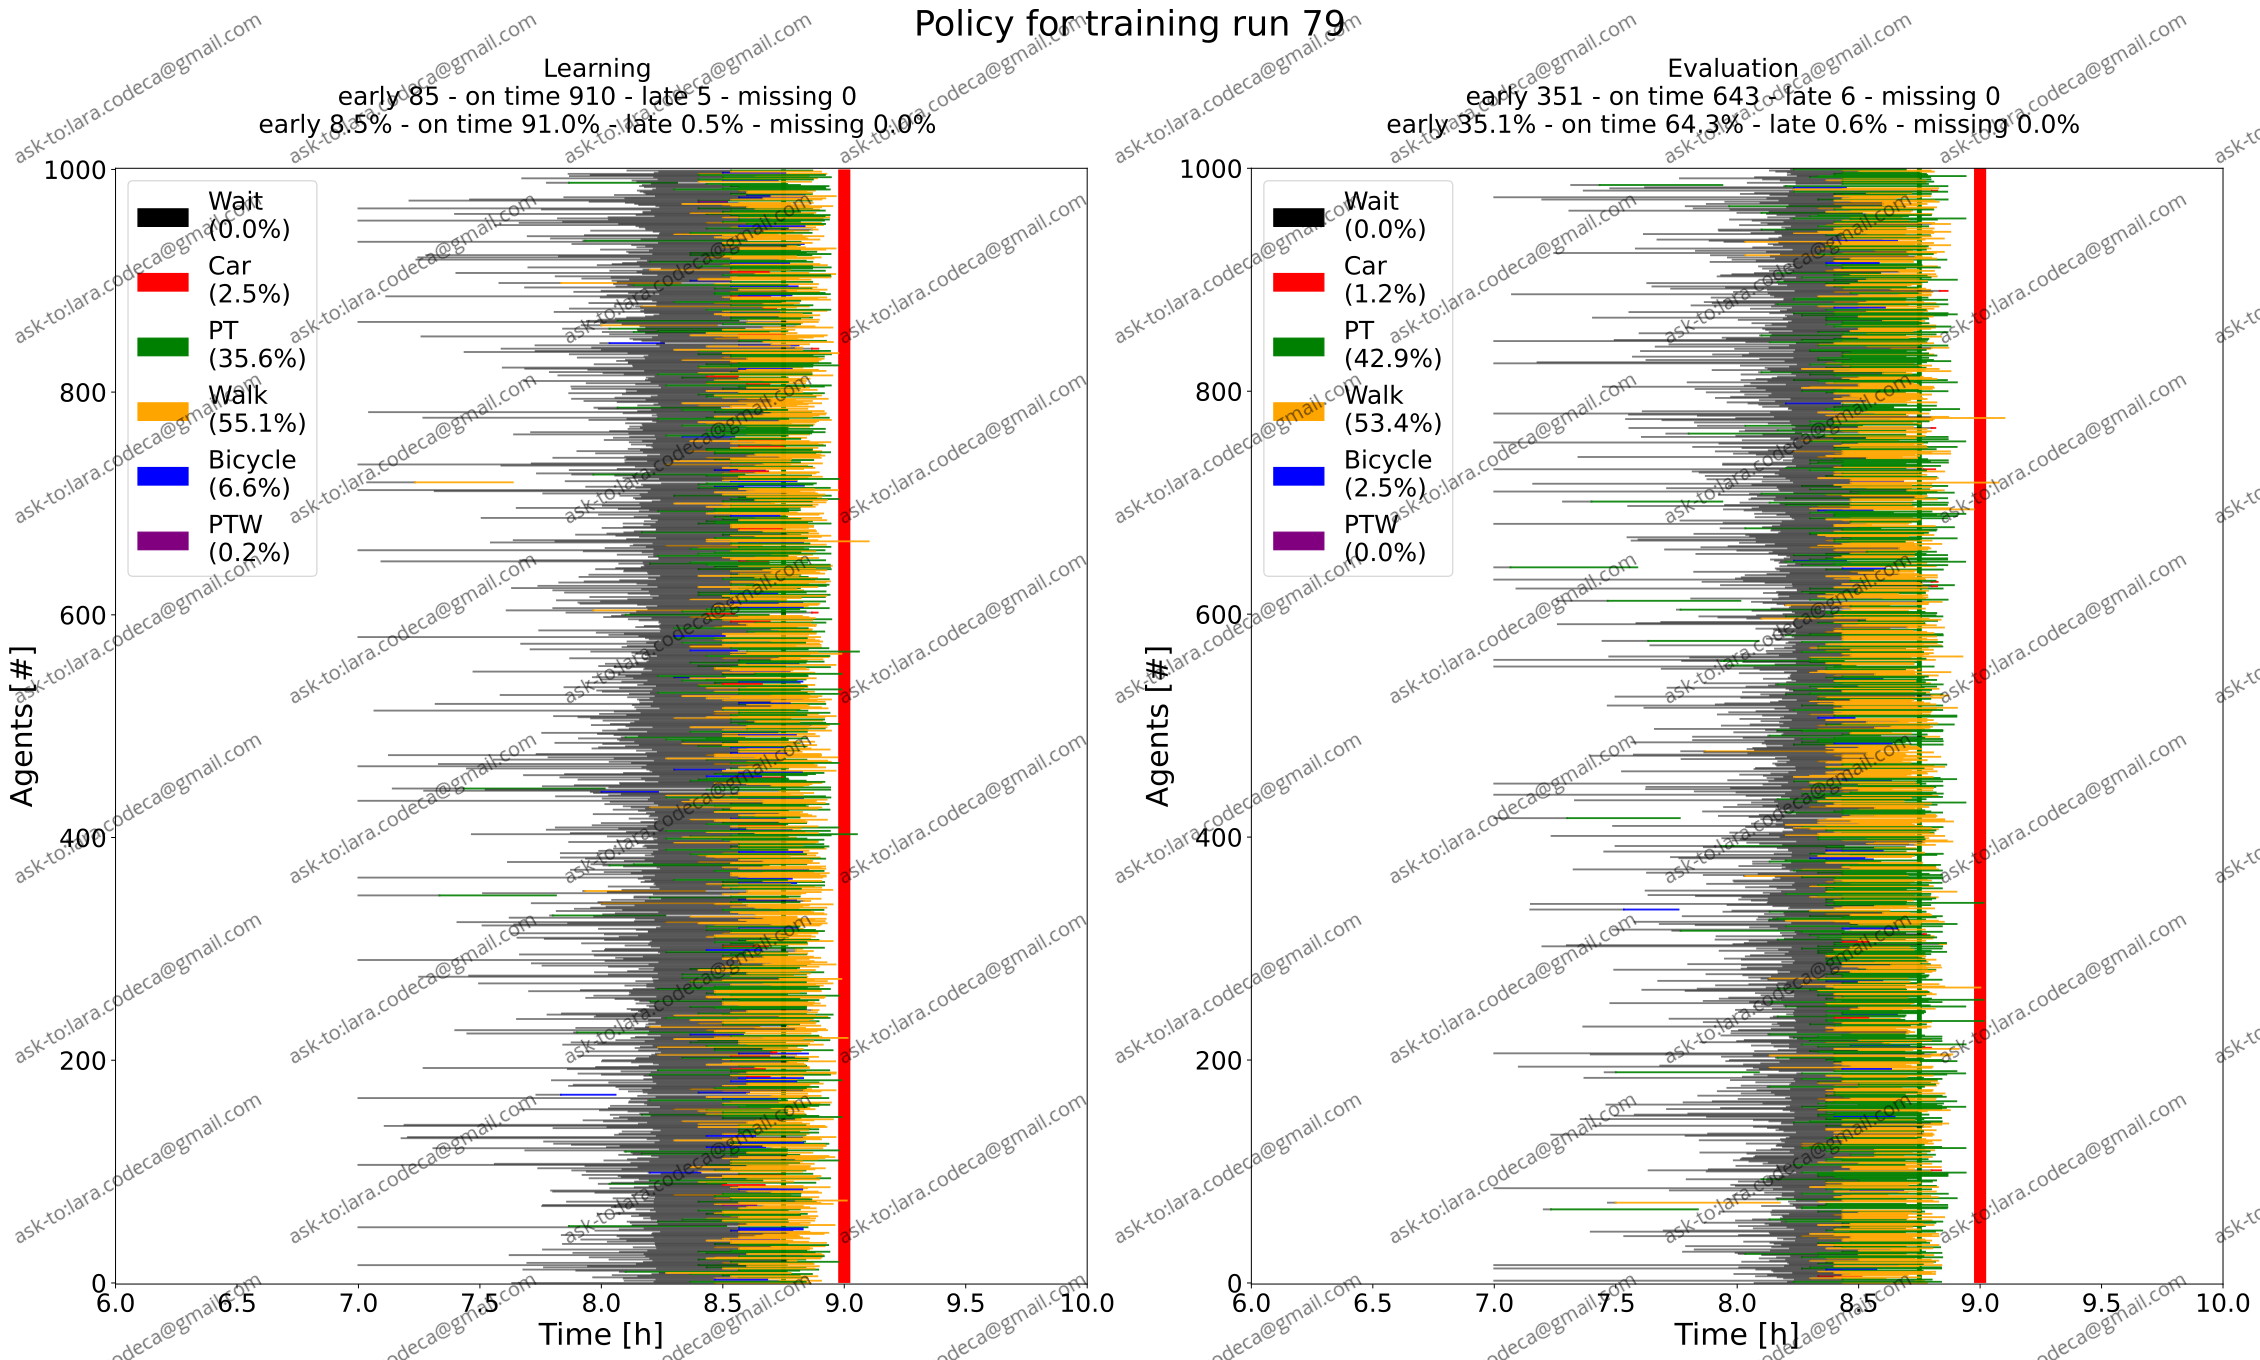 Policy for training run 79
Learning
early 85 - on time 910 - late 5 - missing 0
early 8.5% - on time 91.0% - late 0.5% - missing 0.0%
1000
800
600
400
200
0
Agents [#]
Wait
(0.0%)
Car
(2.5%)
PT
(35.6%)
Walk
(55.1%)
Bicycle
(6.6%)
PTW
(0.2%)
6.0 6.5 7.0 7.5 8.0 8.5 9.0 9.5 10.0
Time [h]
Evaluation
early 351 - on time 643 - late 6 - missing 0
early 35.1% - on time 64.3% - late 0.6% - missing 0.0%
1000
800
600
400
200
0
Agents [#]
Wait
(0.0%)
Car
(1.2%)
PT
(42.9%)
Walk
(53.4%)
Bicycle
(2.5%)
PTW
(0.0%)
6.0 6.5 7.0 7.5 8.0 8.5 9.0 9.5 10.0
Time [h]
ask-to:lara.codeca@gmail.com